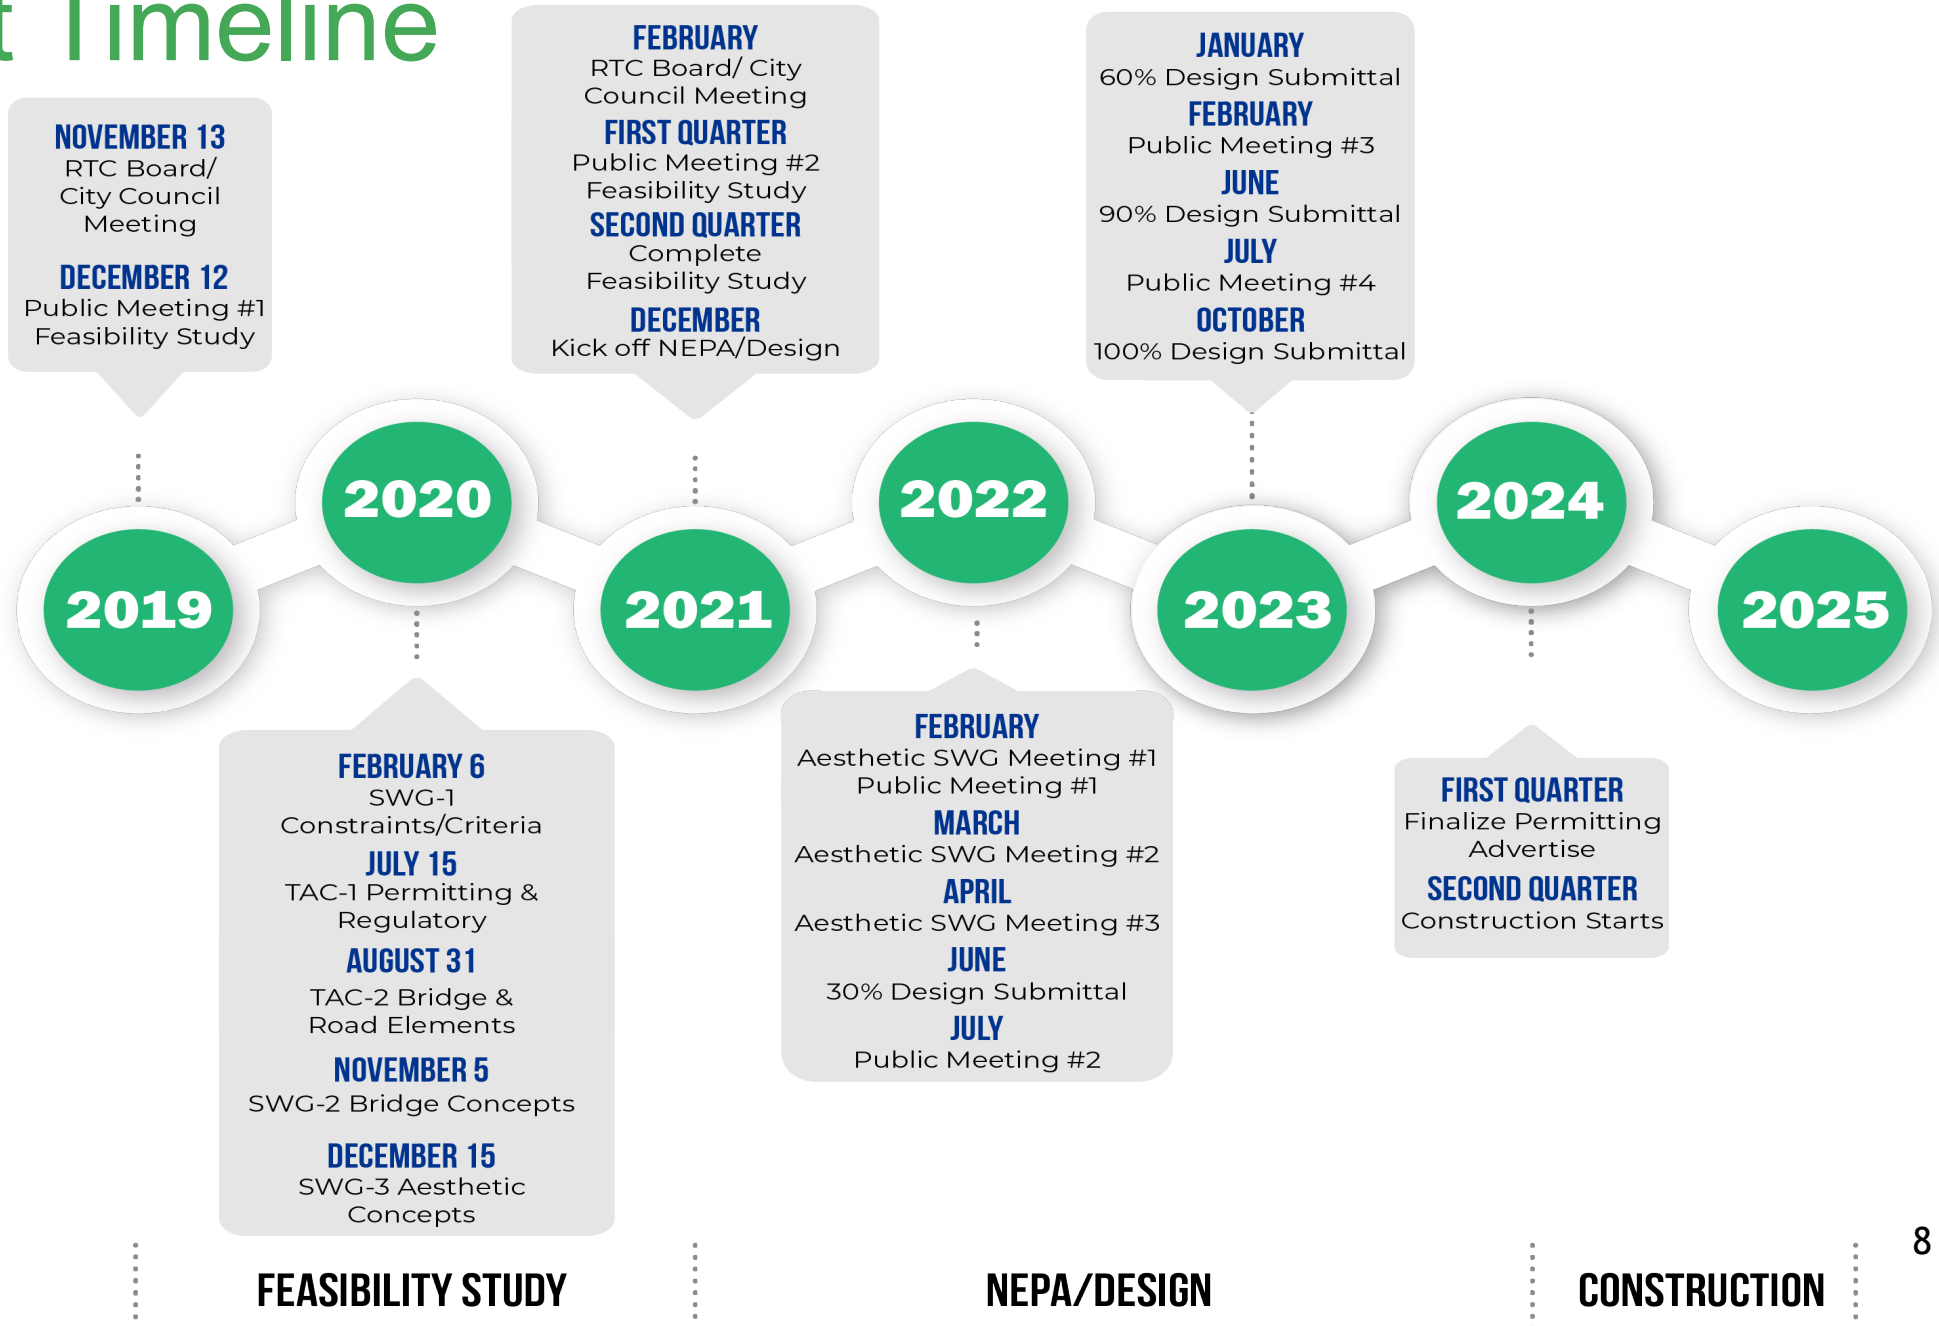 t Timeline
NOVEMBER 13
RTC Board/
City Council
Meeting
DECEMBER 12
Public Meeting #1
Feasibility Study
FEBRUARY
RTC Board/ City
Council Meeting
FIRST QUARTER
Public Meeting #2
Feasibility Study
SECOND QUARTER
Complete
Feasibility Study
DECEMBER
Kick off NEPA/Design
JANUARY
60% Design Submittal
FEBRUARY
Public Meeting #3
JUNE
90% Design Submittal
JULY
Public Meeting #4
OCTOBER
100% Design Submittal
2019
2020
2021
2022
2023
2024
2025
FEBRUARY 6
SWG-1
Constraints/Criteria
JULY 15
TAC-1 Permitting &
Regulatory
AUGUST 31
TAC-2 Bridge &
Road Elements
NOVEMBER 5
SWG-2 Bridge Concepts
DECEMBER 15
SWG-3 Aesthetic
Concepts
FEBRUARY
Aesthetic SWG Meeting #1
Public Meeting #1
MARCH
Aesthetic SWG Meeting #2
APRIL
Aesthetic SWG Meeting #3
JUNE
30% Design Submittal
JULY
Public Meeting #2
FIRST QUARTER
Finalize Permitting
Advertise
SECOND QUARTER
Construction Starts
8
FEASIBILITY STUDY
NEPA/DESIGN
CONSTRUCTION